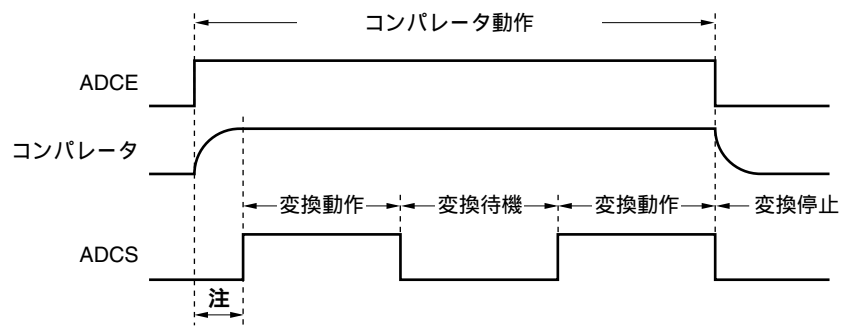 コンパレータ動作
ADCE
コンパレータ
変換動作 変換待機 変換動作 変換停止
ADCS
注